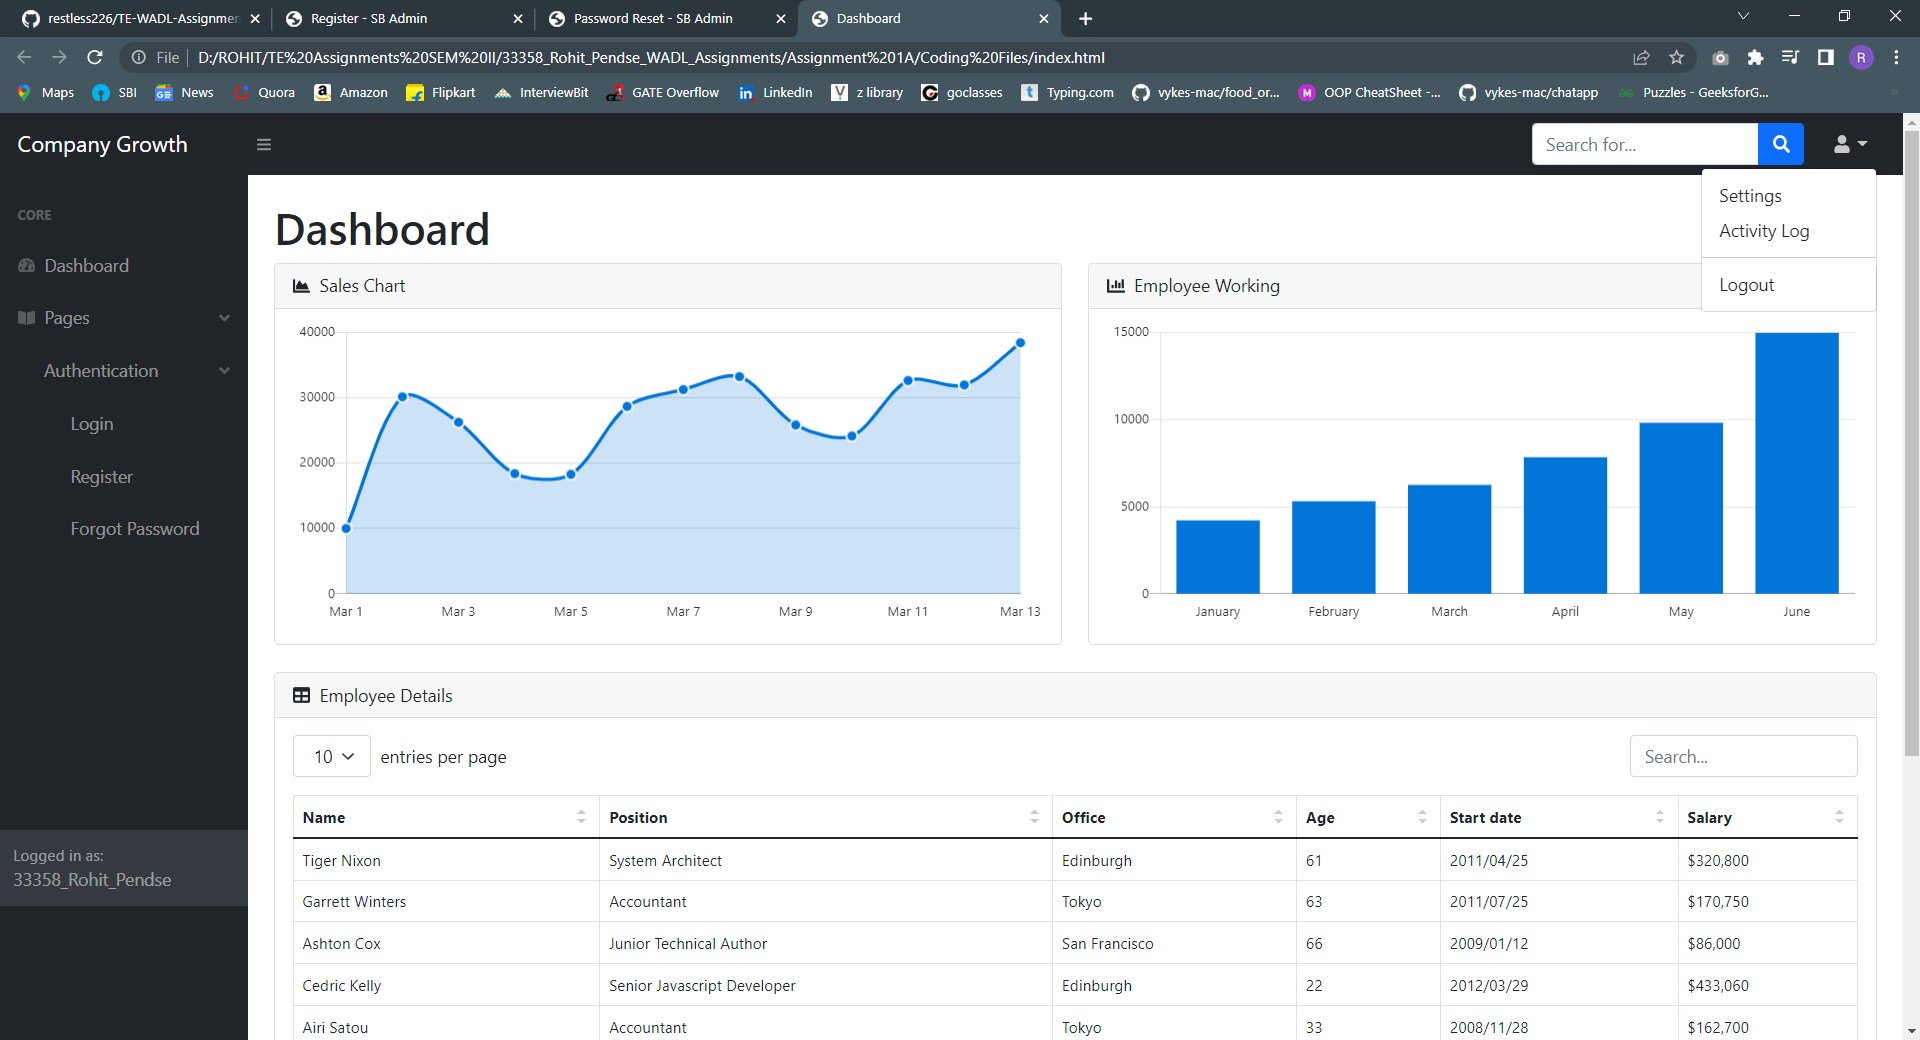 restless226/TE-WADL-Assignmen
Register - SB Admin
Password Reset - SB Admin
Dashboard
File
D:/ROHIT/TE%20Assignments%20SEM%20II/33358_Rohit_Pendse_WADL_Assignments/Assignment%201A/Coding%20Files/index.html
R
Maps
SBI
News
Quora
Amazon
Flipkart
InterviewBit
GATE Overflow
LinkedIn
z library
goclasses
Typing.com
vykes-mac/food_or...
OOP CheatSheet -...
vykes-mac/chatapp
Puzzles - GeeksforG...
Company Growth
Search for...
Settings
Activity Log
Logout
CORE
Dashboard
Pages
Authentication
Login
Register
Forgot Password
Logged in as:
33358_Rohit_Pendse
Dashboard
Sales Chart
40000
30000
20000
10000
0
Mar 1 Mar 3 Mar 5 Mar 7 Mar 9 Mar 11 Mar 13
Employee Working
15000
10000
5000
0
January February March April May June
Employee Details
10 entries per page
Search...
Name Position Office Age Start date Salary
Tiger Nixon System Architect Edinburgh 61 2011/04/25 $320,800
Garrett Winters Accountant Tokyo 63 2011/07/25 $170,750
Ashton Cox Junior Technical Author San Francisco 66 2009/01/12 $86,000
Cedric Kelly Senior Javascript Developer Edinburgh 22 2012/03/29 $433,060
Airi Satou Accountant Tokyo 33 2008/11/28 $162,700